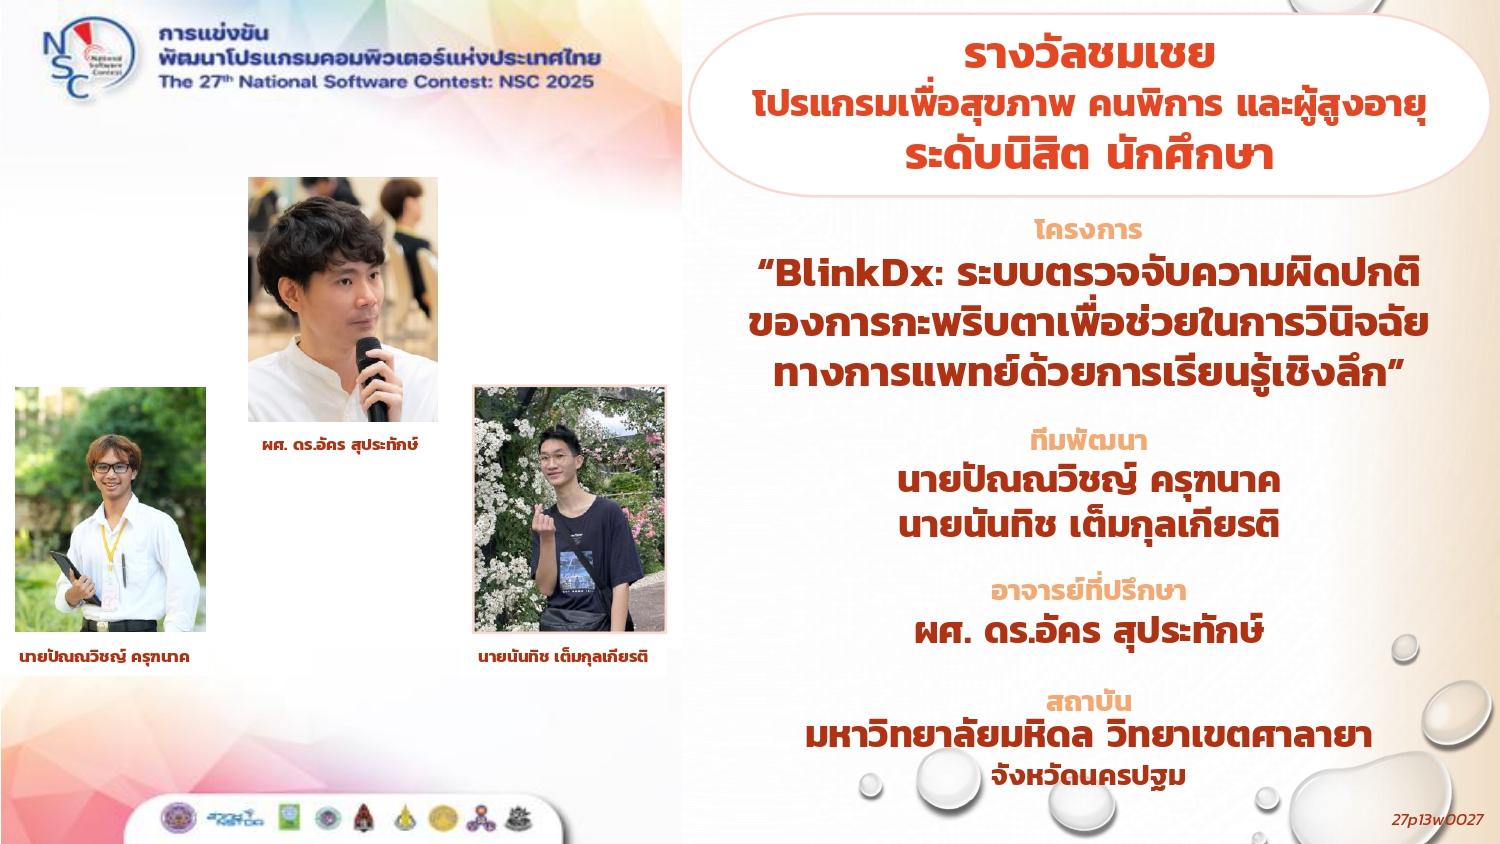 NSC
National
Software
Contest
การแข่งขัน
พัฒนาโปรแกรมคอมพิวเตอร์แห่งประเทศไทย
The 27th National Software Contest: NSC 2025
ผศ. ดร.อัคร สุประทักษ์
นายปัณณวิชญ์ ครุฑนาค
นายนันทิช เต็มกุลเกียรติ
สวทช
NSTDA
รางวัลชมเชย
โปรแกรมเพื่อสุขภาพ คนพิการ และผู้สูงอายุ
ระดับนิสิต นักศึกษา
โครงการ
“BlinkDx: ระบบตรวจจับความผิดปกติ
ของการกะพริบตาเพื่อช่วยในการวินิจฉัย
ทางการแพทย์ด้วยการเรียนรู้เชิงลึก”
ทีมพัฒนา
นายปัณณวิชญ์ ครุฑนาค
นายนันทิช เต็มกุลเกียรติ
อาจารย์ที่ปรึกษา
ผศ. ดร.อัคร สุประทักษ์
สถาบัน
มหาวิทยาลัยมหิดล วิทยาเขตศาลายา
จังหวัดนครปฐม
27p13w0027